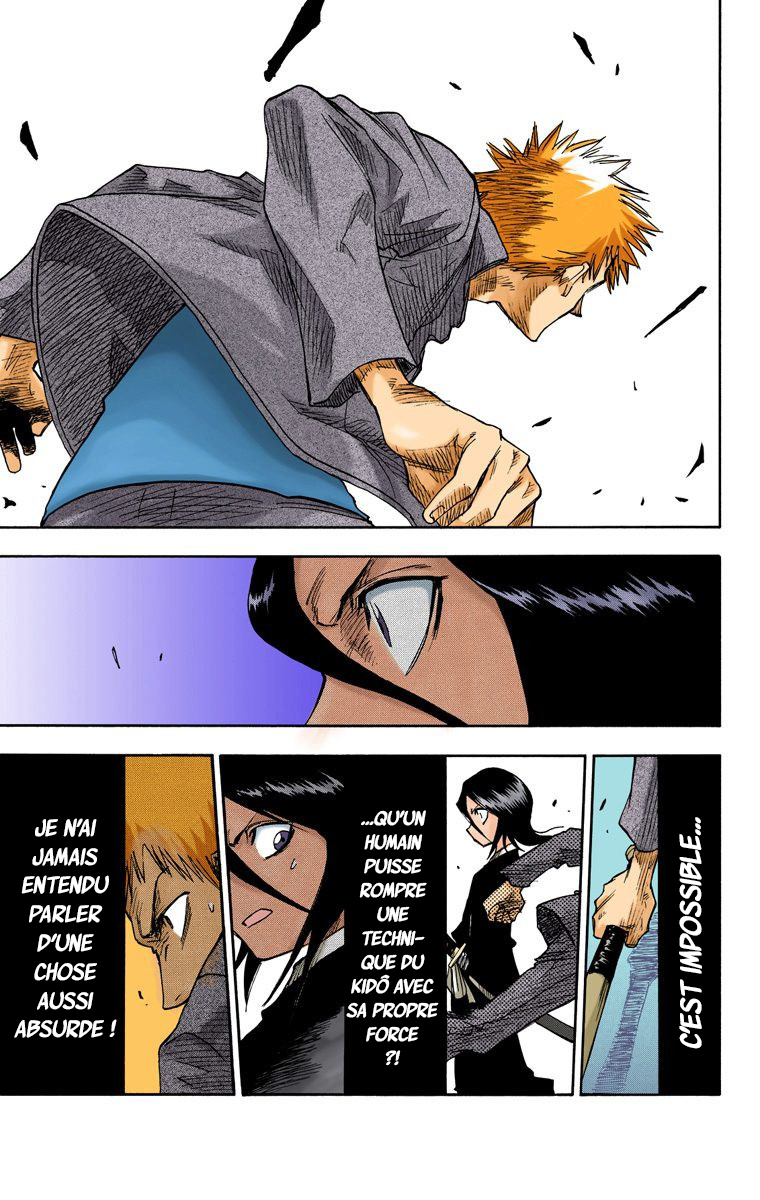 C'EST IMPOSSIBLE...
...QU'UN
HUMAIN
PUISSE
ROMPRE
UNE
TECHNI-
QUE DU
KIDÔ AVEC
SA PROPRE
FORCE
?!
JE N'AI
JAMAIS
ENTENDU
PARLER
D'UNE
CHOSE
AUSSI
ABSURDE !